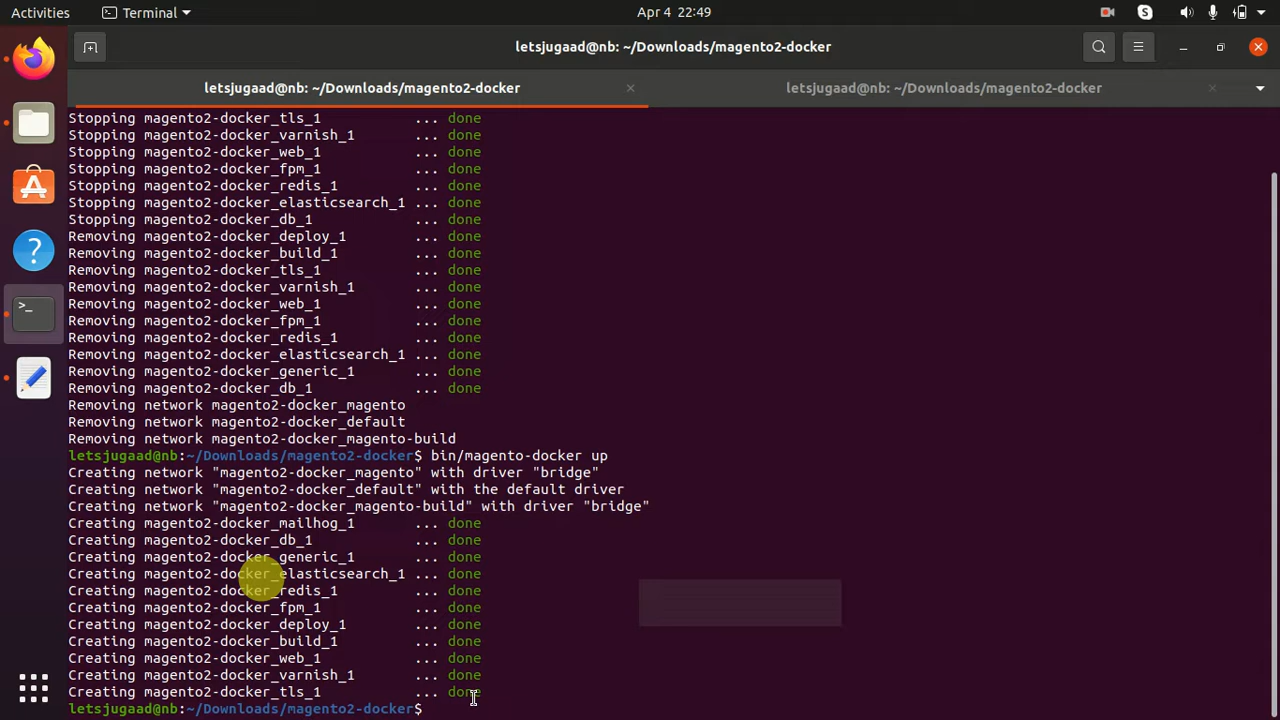 Activities
Terminal
Apr 4 22:49
letsjugaad@nb: ~/Downloads/magento2-docker
letsjugaad@nb: ~/Downloads/magento2-docker
letsjugaad@nb: ~/Downloads/magento2-docker
Stopping magento2-docker_tls_1 ... done
Stopping magento2-docker_varnish_1 ... done
Stopping magento2-docker_web_1 ... done
Stopping magento2-docker_fpm_1 ... done
Stopping magento2-docker_redis_1 ... done
Stopping magento2-docker_elasticsearch_1 ... done
Stopping magento2-docker_db_1 ... done
Removing magento2-docker_deploy_1 ... done
Removing magento2-docker_build_1 ... done
Removing magento2-docker_tls_1 ... done
Removing magento2-docker_varnish_1 ... done
Removing magento2-docker_web_1 ... done
Removing magento2-docker_fpm_1 ... done
Removing magento2-docker_redis_1 ... done
Removing magento2-docker_elasticsearch_1 ... done
Removing magento2-docker_generic_1 ... done
Removing magento2-docker_db_1 ... done
Removing network magento2-docker_magento
Removing network magento2-docker_default
Removing network magento2-docker_magento-build
letsjugaad@nb:~/Downloads/magento2-docker$ bin/magento-docker up
Creating network "magento2-docker_magento" with driver "bridge"
Creating network "magento2-docker_default" with the default driver
Creating network "magento2-docker_magento-build" with driver "bridge"
Creating magento2-docker_mailhog_1 ... done
Creating magento2-docker_db_1 ... done
Creating magento2-docker_generic_1 ... done
Creating magento2-docker_elasticsearch_1 ... done
Creating magento2-docker_redis_1 ... done
Creating magento2-docker_fpm_1 ... done
Creating magento2-docker_deploy_1 ... done
Creating magento2-docker_build_1 ... done
Creating magento2-docker_web_1 ... done
Creating magento2-docker_varnish_1 ... done
Creating magento2-docker_tls_1 ... done
letsjugaad@nb:~/Downloads/magento2-docker$